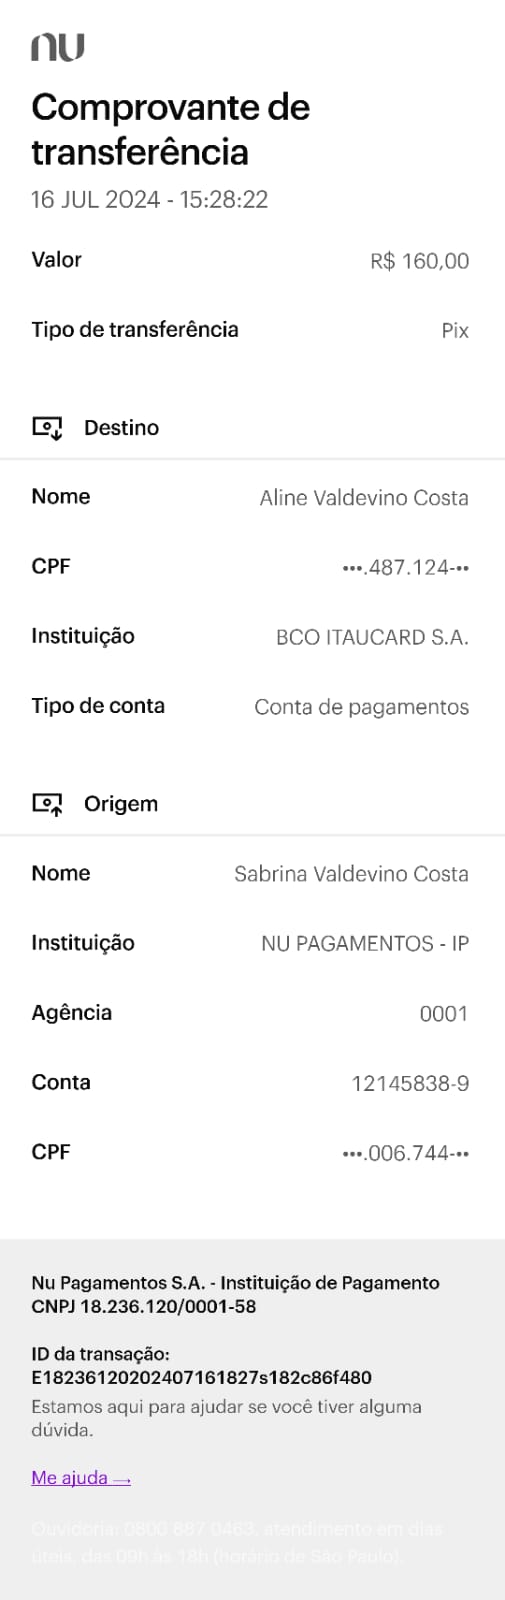 nu
Comprovante de
transferência
16 JUL 2024 - 15:28:22
Valor R$ 160,00
Tipo de transferência Pix
Destino
Nome Aline Valdevino Costa
CPF •••.487.124-••
Instituição BCO ITAUCARD S.A.
Tipo de conta Conta de pagamentos
Origem
Nome Sabrina Valdevino Costa
Instituição NU PAGAMENTOS - IP
Agência 0001
Conta 12145838-9
CPF •••.006.744-••
Nu Pagamentos S.A. - Instituição de Pagamento
CNPJ 18.236.120/0001-58
ID da transação:
E18236120202407161827s182c86f480
Estamos aqui para ajudar se você tiver alguma
dúvida.
Me ajuda →
Ouvidoria: 0800 887 0463, atendimento em dias
úteis, das 09h às 18h (horário de São Paulo).